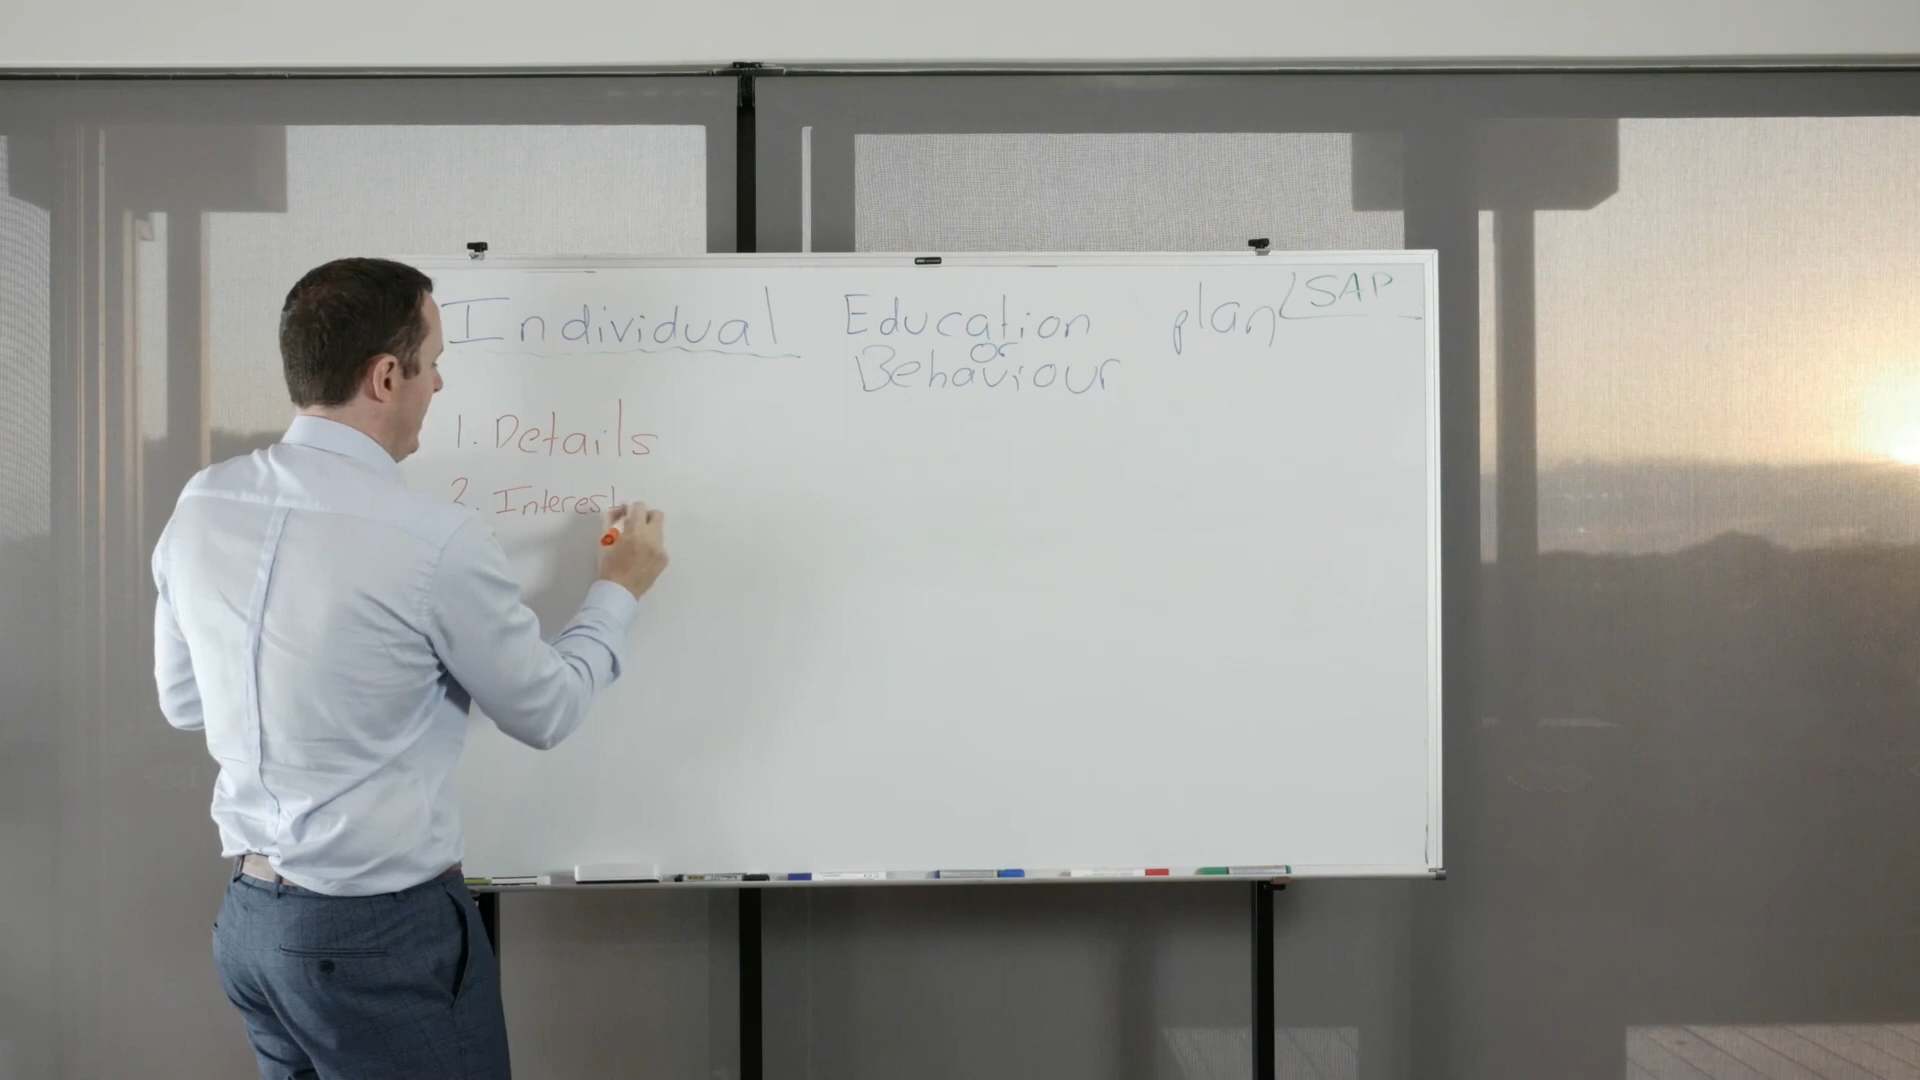 Individual Education plan SAP
or
Behaviour
1. Details
2. Interest